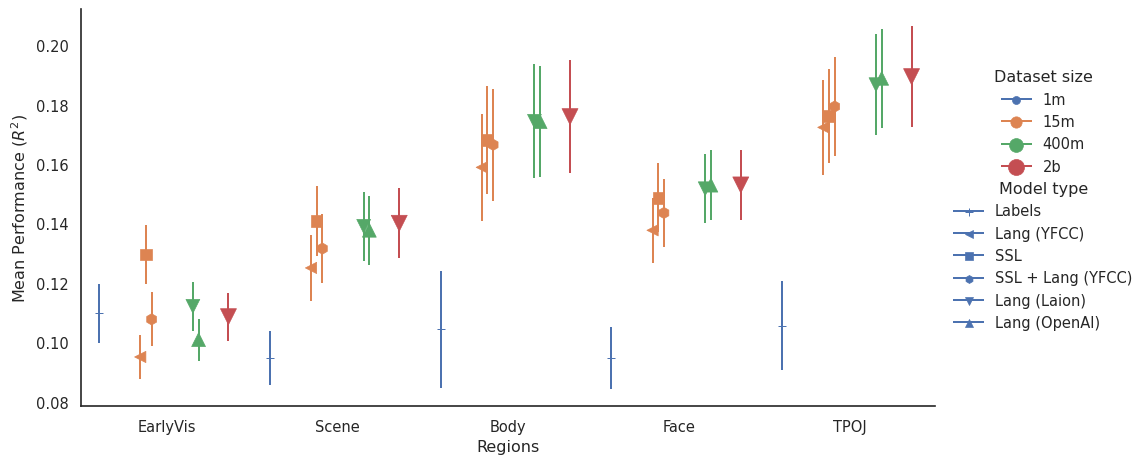 0.20
0.18
0.16
0.14
0.12
0.10
0.08
Mean Performance (R²)
EarlyVis
Scene
Body
Face
TPOJ
Regions
Dataset size
1m
15m
400m
2b
Model type
Labels
Lang (YFCC)
SSL
SSL + Lang (YFCC)
Lang (Laion)
Lang (OpenAI)